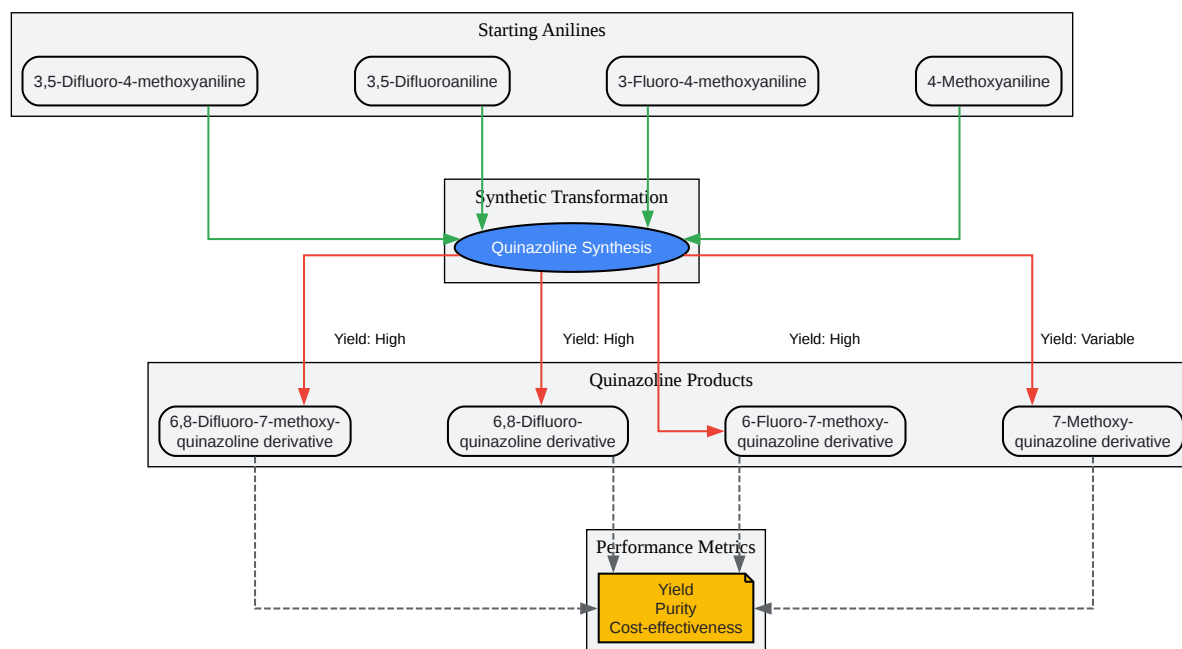 Starting Anilines
3,5-Difluoro-4-methoxyaniline
3,5-Difluoroaniline
3-Fluoro-4-methoxyaniline
4-Methoxyaniline
Synthetic Transformation
Quinazoline Synthesis
Yield: High
Yield: High
Yield: High
Yield: Variable
Quinazoline Products
6,8-Difluoro-7-methoxy-
quinazoline derivative
6,8-Difluoro-
quinazoline derivative
6-Fluoro-7-methoxy-
quinazoline derivative
7-Methoxy-
quinazoline derivative
Performance Metrics
Yield
Purity
Cost-effectiveness